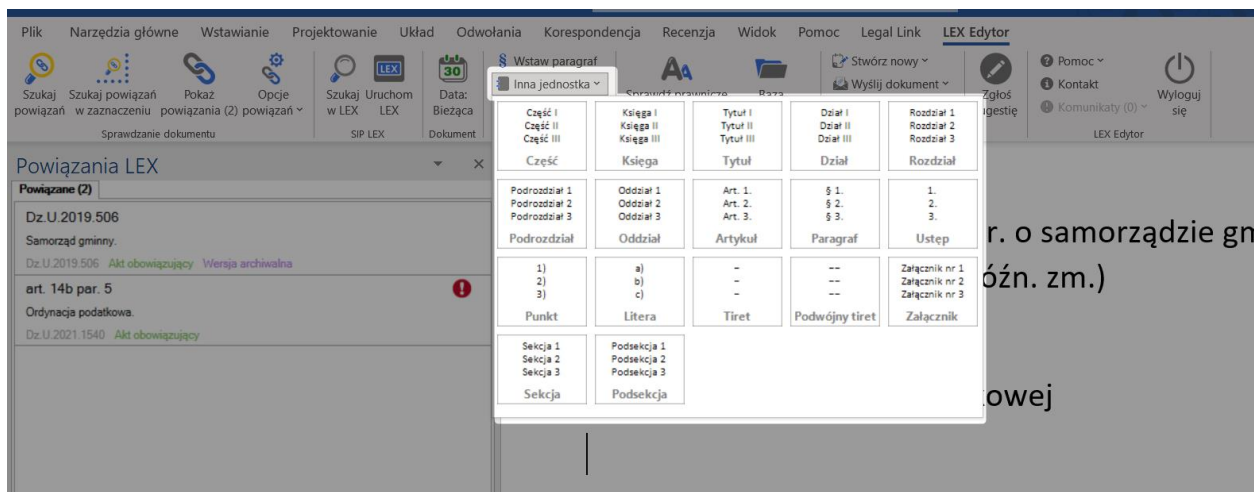 Plik Narzędzia główne Wstawianie Projektowanie Układ Odwołania Korespondencja Recenzja Widok Pomoc Legal Link LEX Edytor
Szukaj powiązań
Szukaj powiązań w zaznaczeniu
Pokaż powiązania (2)
Opcje powiązań
Sprawdzanie dokumentu
Szukaj w LEX
LEX
Uruchom LEX
SIP LEX
30
Data: Bieżąca
Dokument
§ Wstaw paragraf
Inna jednostka
Sprawdź prawnicze
Baza
Stwórz nowy
Wyślij dokument
Zgłoś
Pomoc
Kontakt
Komunikaty (0)
Wyloguj się
LEX Edytor
Powiązania LEX
Powiązane (2)
Dz.U.2019.506
Samorząd gminny.
Dz.U.2019.506 Akt obowiązujący Wersja archiwalna
art. 14b par. 5
Ordynacja podatkowa.
Dz.U.2021.1540 Akt obowiązujący
Część I
Część II
Część III
Część
Księga I
Księga II
Księga III
Księga
Tytuł I
Tytuł II
Tytuł III
Tytuł
Dział I
Dział II
Dział III
Dział
Rozdział 1
Rozdział 2
Rozdział 3
Rozdział
Podrozdział 1
Podrozdział 2
Podrozdział 3
Podrozdział
Oddział 1
Oddział 2
Oddział 3
Oddział
Art. 1.
Art. 2.
Art. 3.
Artykuł
§ 1.
§ 2.
§ 3.
Paragraf
1.
2.
3.
Ustęp
1)
2)
3)
Punkt
a)
b)
c)
Litera
–
–
–
Tiret
--
--
--
Podwójny tiret
Załącznik nr 1
Załącznik nr 2
Załącznik nr 3
Załącznik
Sekcja 1
Sekcja 2
Sekcja 3
Sekcja
Podsekcja 1
Podsekcja 2
Podsekcja 3
Podsekcja
r. o samorządzie gm
óźn. zm.)
owej